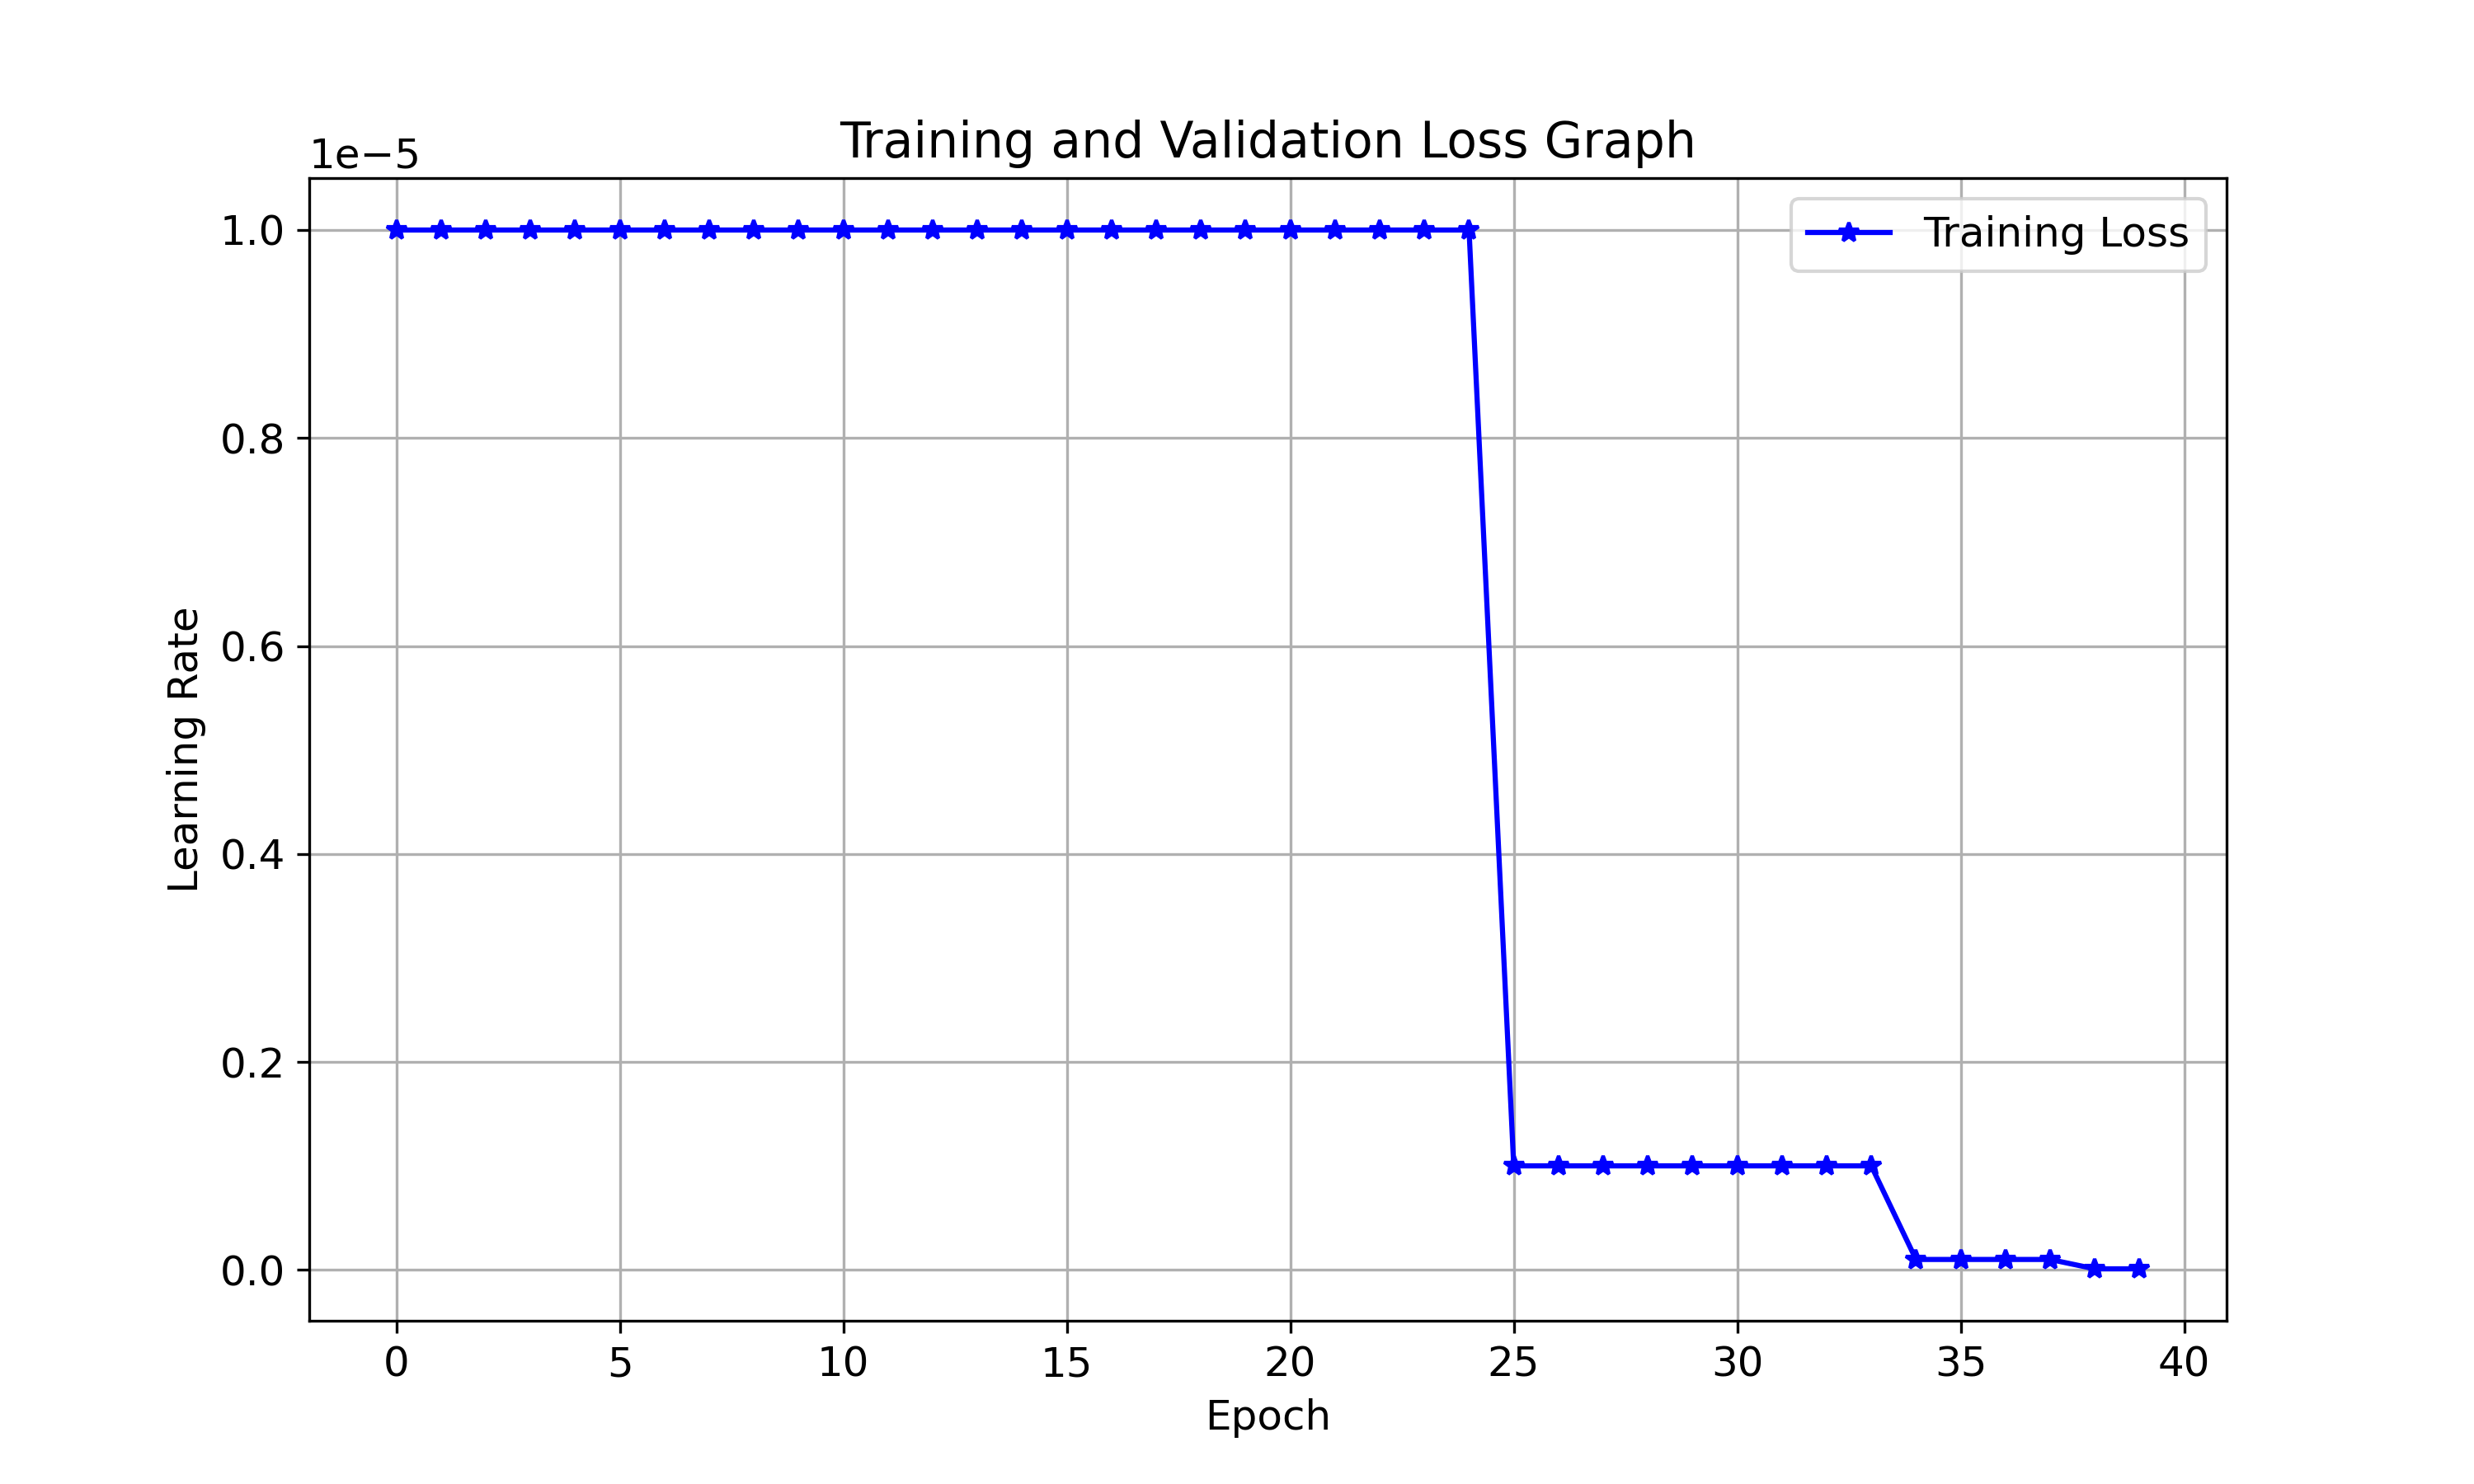 Training and Validation Loss Graph
1e−5
Training Loss
1.0
0.8
0.6
0.4
0.2
0.0
Learning Rate
0 5 10 15 20 25 30 35 40
Epoch